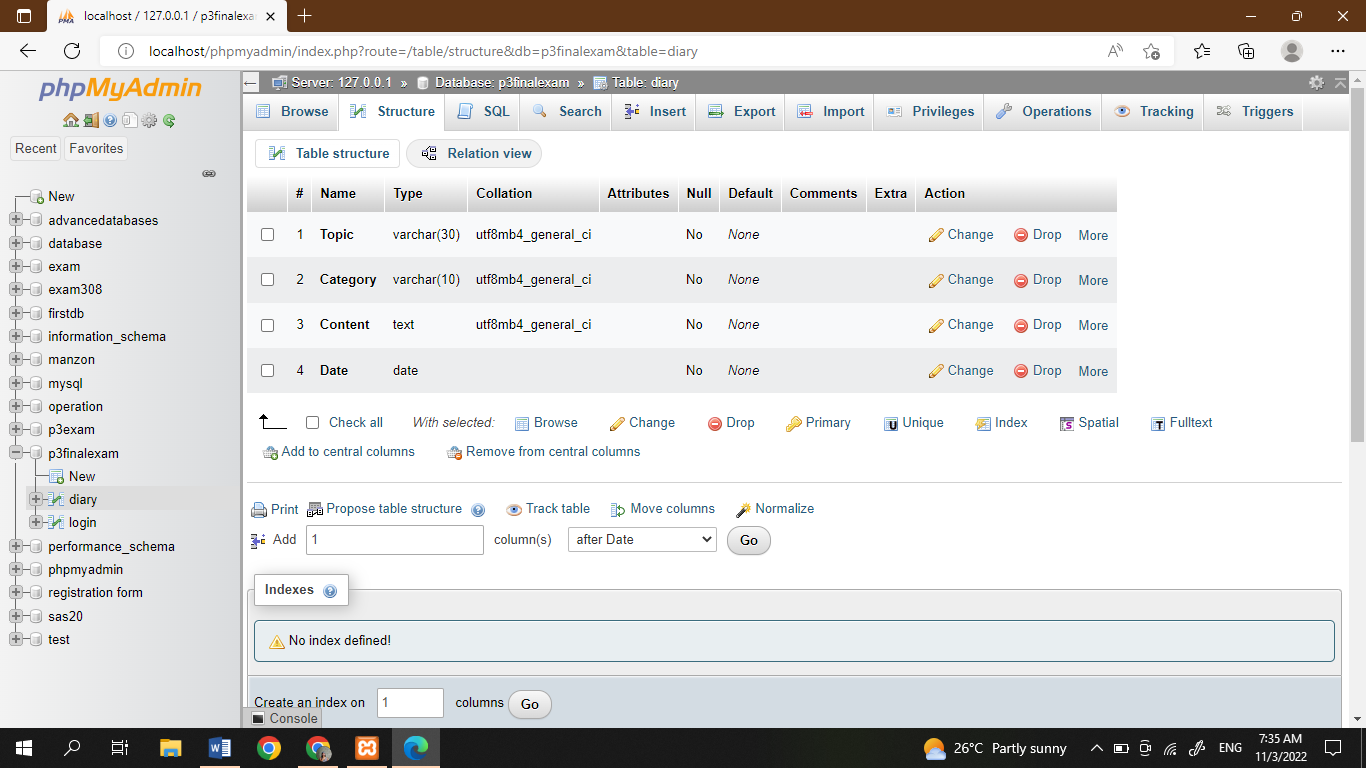 localhost / 127.0.0.1 / p3finalexa
localhost/phpmyadmin/index.php?route=/table/structure&db=p3finalexam&table=diary
phpMyAdmin
Recent Favorites
New
advancedatabases
database
exam
exam308
firstdb
information_schema
manzon
mysql
operation
p3exam
p3finalexam
New
diary
login
performance_schema
phpmyadmin
registration form
sas20
test
Server: 127.0.0.1 » Database: p3finalexam » Table: diary
Browse Structure SQL Search Insert Export Import Privileges Operations Tracking Triggers
Table structure Relation view
# Name Type Collation Attributes Null Default Comments Extra Action
1 Topic varchar(30) utf8mb4_general_ci No None Change Drop More
2 Category varchar(10) utf8mb4_general_ci No None Change Drop More
3 Content text utf8mb4_general_ci No None Change Drop More
4 Date date No None Change Drop More
Check all With selected: Browse Change Drop Primary Unique Index Spatial Fulltext
Add to central columns Remove from central columns
Print Propose table structure Track table Move columns Normalize
Add 1 column(s) after Date Go
Indexes
No index defined!
Create an index on 1 columns Go
Console
26°C Partly sunny ENG 7:35 AM
11/3/2022